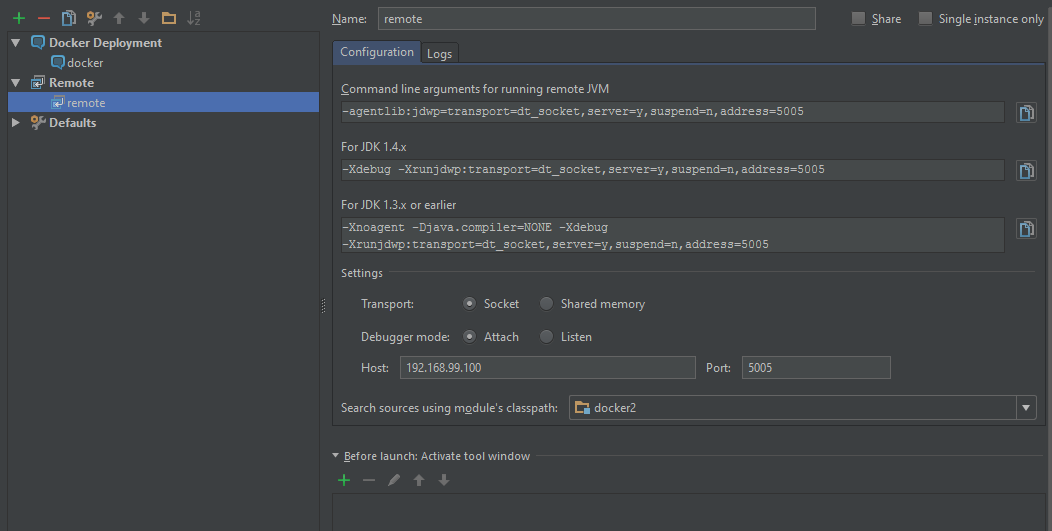 Docker Deployment
docker
Remote
remote
Defaults
Name: remote
Share
Single instance only
Configuration
Logs
Command line arguments for running remote JVM
-agentlib:jdwp=transport=dt_socket,server=y,suspend=n,address=5005
For JDK 1.4.x
-Xdebug -Xrunjdwp:transport=dt_socket,server=y,suspend=n,address=5005
For JDK 1.3.x or earlier
-Xnoagent -Djava.compiler=NONE -Xdebug
-Xrunjdwp:transport=dt_socket,server=y,suspend=n,address=5005
Settings
Transport: Socket Shared memory
Debugger mode: Attach Listen
Host: 192.168.99.100 Port: 5005
Search sources using module's classpath: docker2
Before launch: Activate tool window